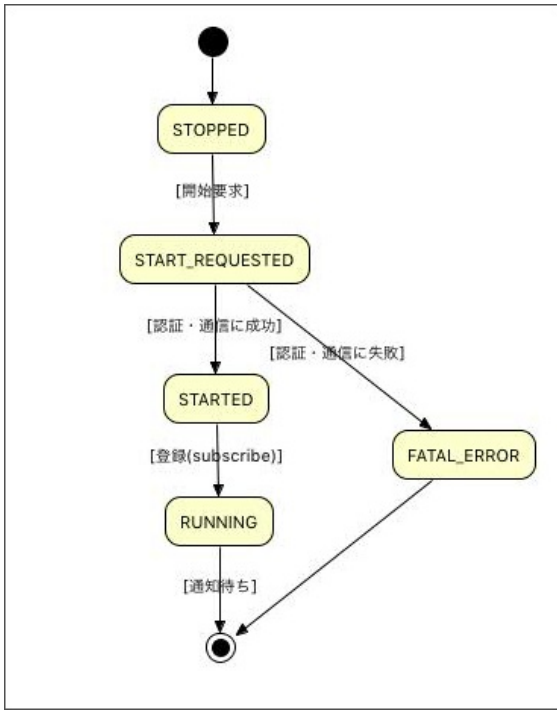 STOPPED
[開始要求]
START_REQUESTED
[認証・通信に成功]
[認証・通信に失敗]
STARTED
FATAL_ERROR
[登録(subscribe)]
RUNNING
[通知待ち]